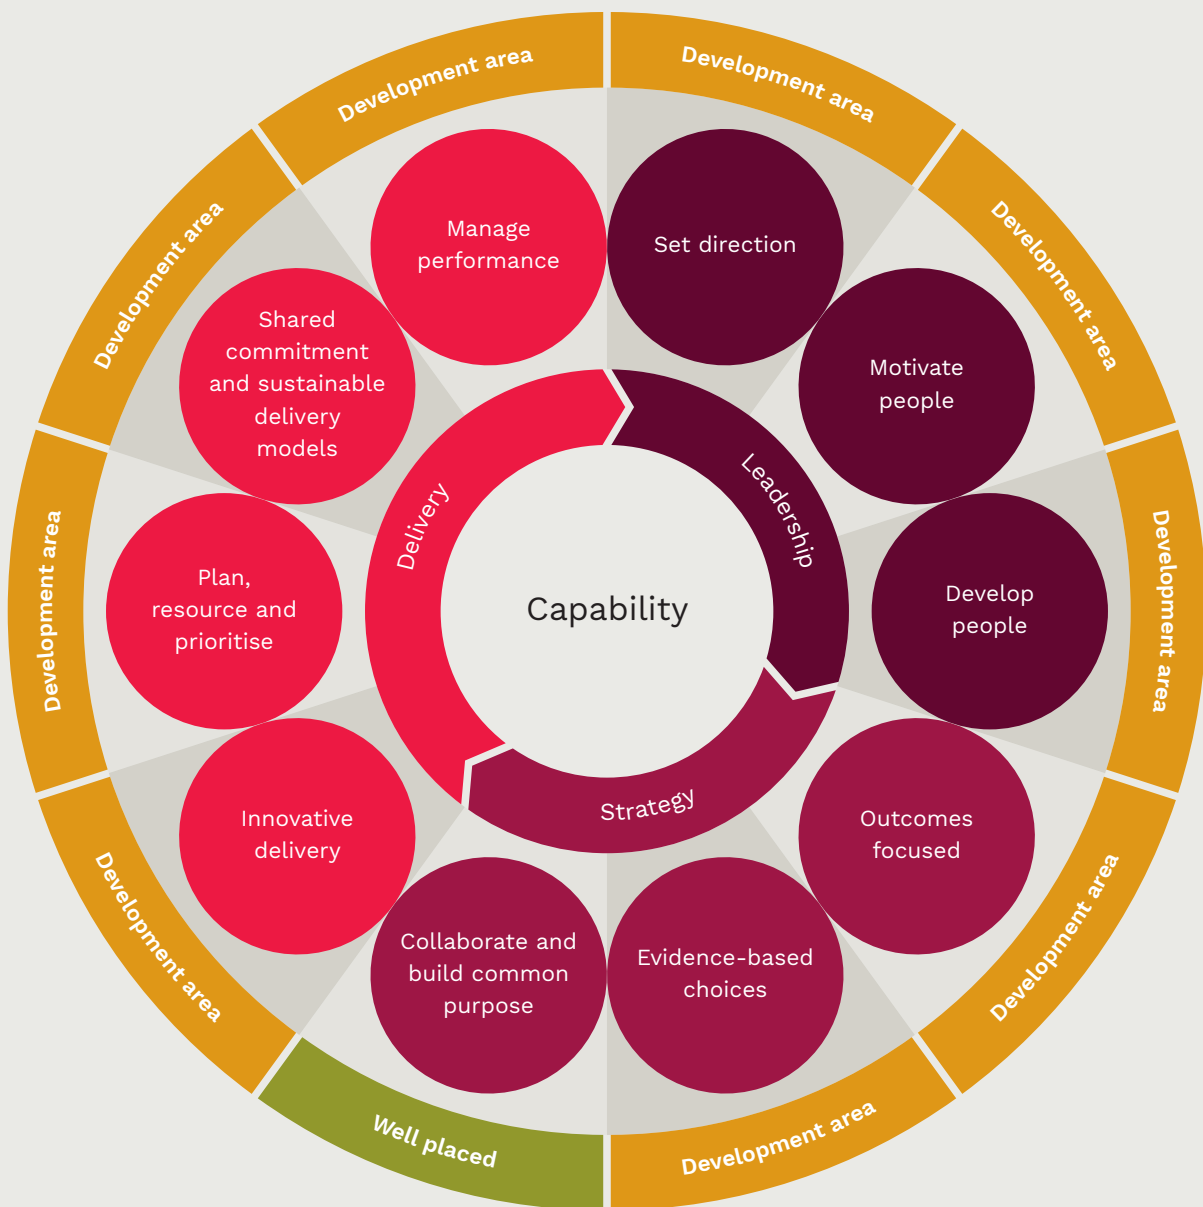 Development area
Set direction
Development area
Motivate
people
Development area
Develop
people
Development area
Outcomes
focused
Development area
Evidence-based
choices
Well placed
Collaborate and
build common
purpose
Development area
Innovative
delivery
Development area
Plan,
resource and
prioritise
Development area
Shared
commitment
and sustainable
delivery
models
Development area
Manage
performance
Leadership
Strategy
Delivery
Capability